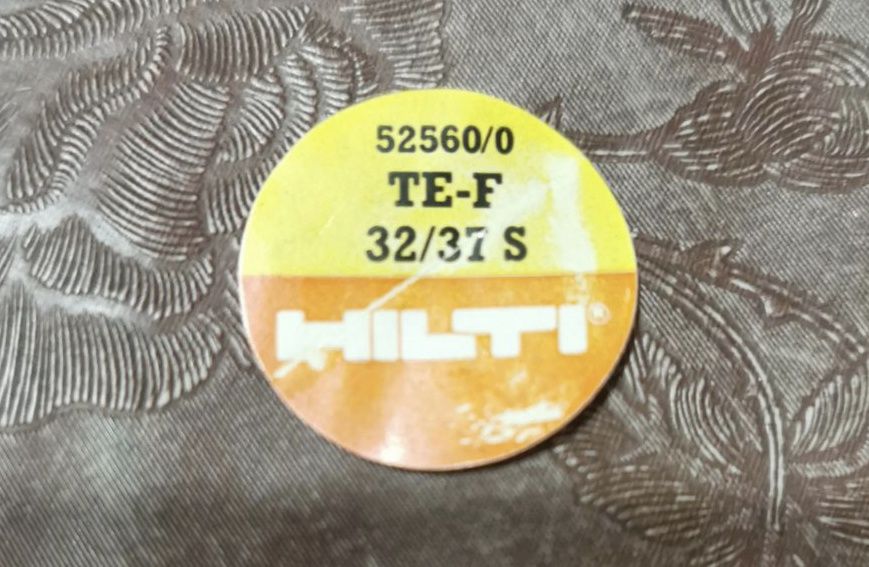 52560/0
TE-F
32/37 S
HILTI®